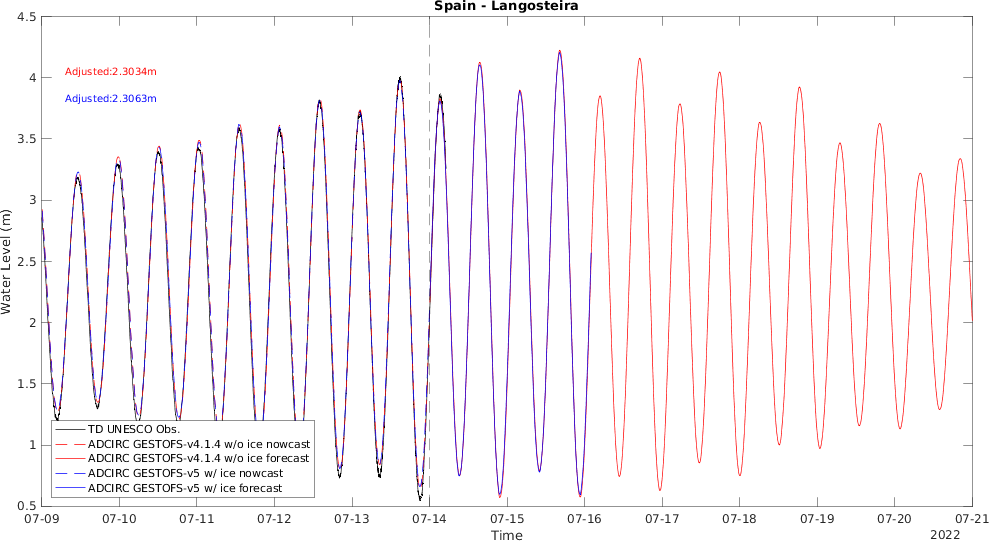 Spain - Langosteira
4.5
4
3.5
3
2.5
2
1.5
1
0.5
Water Level (m)
Adjusted:2.3034m
Adjusted:2.3063m
TD UNESCO Obs.
ADCIRC GESTOFS-v4.1.4 w/o ice nowcast
ADCIRC GESTOFS-v4.1.4 w/o ice forecast
ADCIRC GESTOFS-v5 w/ ice nowcast
ADCIRC GESTOFS-v5 w/ ice forecast
07-09 07-10 07-11 07-12 07-13 07-14 07-15 07-16 07-17 07-18 07-19 07-20 07-21
Time
2022